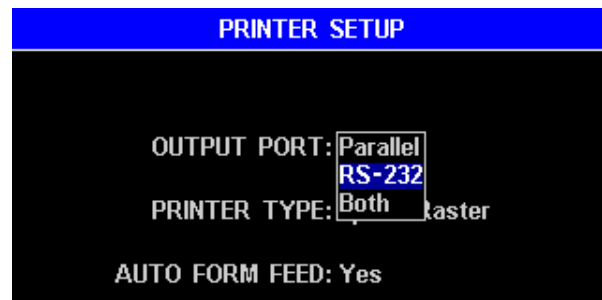 PRINTER SETUP
OUTPUT PORT: Parallel
RS-232
PRINTER TYPE: Both
AUTO FORM FEED: Yes